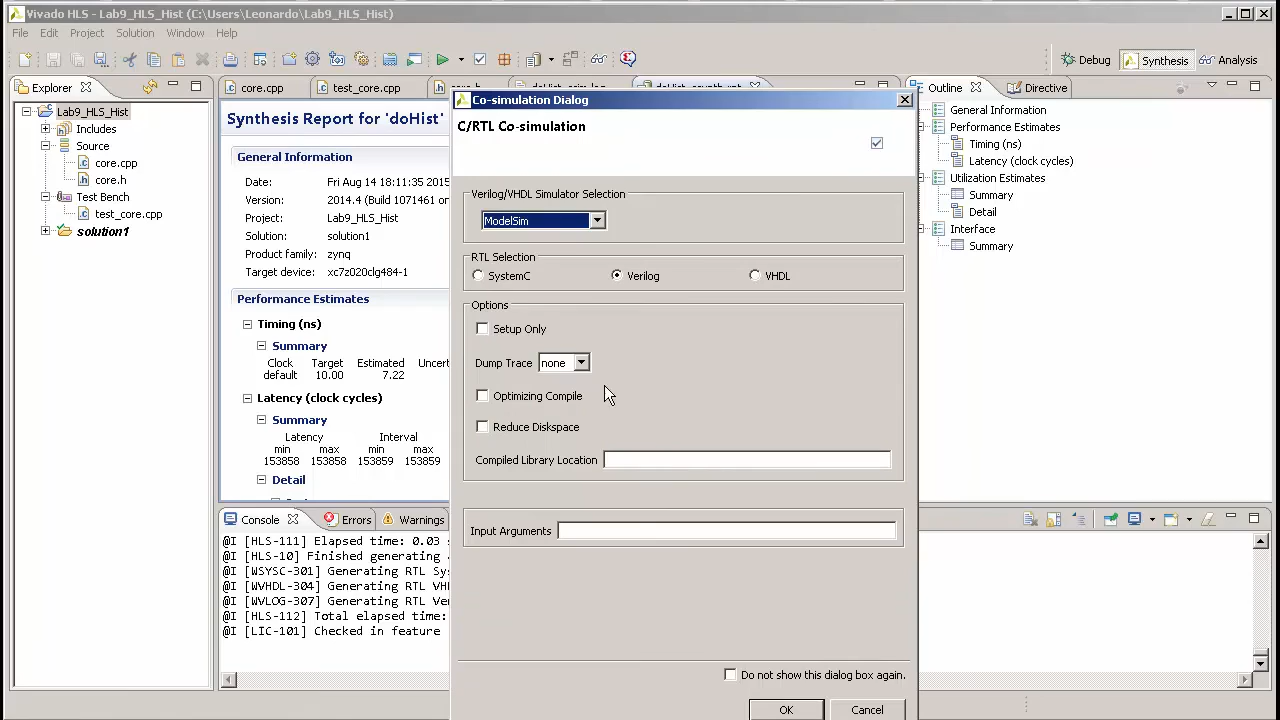 Vivado HLS - Lab9_HLS_Hist (C:\Users\Leonardo\Lab9_HLS_Hist)
File Edit Project Solution Window Help
Debug Synthesis Analysis
Explorer
Lab9_HLS_Hist
Includes
Source
core.cpp
core.h
Test Bench
test_core.cpp
solution1
core.cpp test_core.cpp
Synthesis Report for 'doHist'
General Information
Date: Fri Aug 14 18:11:35 2015
Version: 2014.4 (Build 1071461 on
Project: Lab9_HLS_Hist
Solution: solution1
Product family: zynq
Target device: xc7z020clg484-1
Performance Estimates
Timing (ns)
Summary
Clock Target Estimated Uncert
default 10.00 7.22
Latency (clock cycles)
Summary
Latency Interval
min max min max
153858 153858 153859 153859
Detail
Co-simulation Dialog
C/RTL Co-simulation
Verilog/VHDL Simulator Selection
ModelSim
RTL Selection
SystemC Verilog VHDL
Options
Setup Only
Dump Trace none
Optimizing Compile
Reduce Diskspace
Compiled Library Location
Input Arguments
Do not show this dialog box again.
OK Cancel
Outline Directive
General Information
Performance Estimates
Timing (ns)
Latency (clock cycles)
Utilization Estimates
Summary
Detail
Interface
Summary
Console Errors Warnings
@I [HLS-111] Elapsed time: 0.03 s
@I [HLS-10] Finished generating
@I [WSYSC-301] Generating RTL Sy
@I [WVHDL-304] Generating RTL VH
@I [WVLOG-307] Generating RTL Ve
@I [HLS-112] Total elapsed time:
@I [LIC-101] Checked in feature